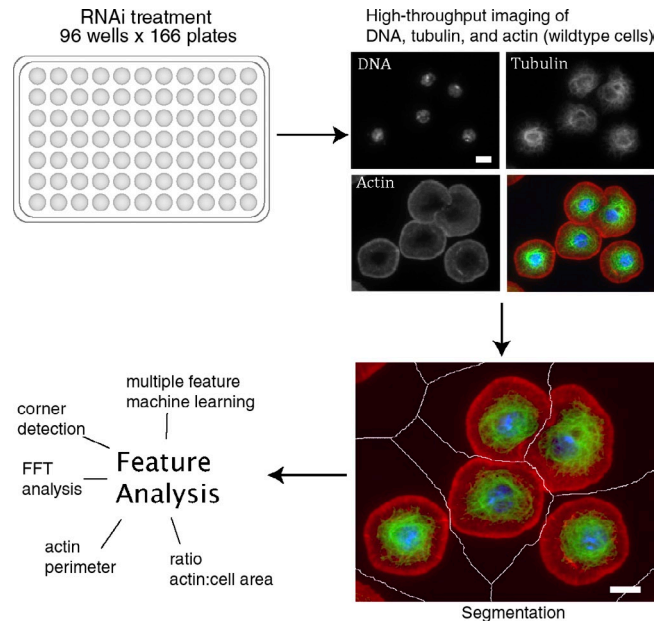 RNAi treatment
96 wells x 166 plates
High-throughput imaging of
DNA, tubulin, and actin (wildtype cells)
DNA
Tubulin
Actin
Segmentation
Feature
Analysis
multiple feature
machine learning
corner
detection
FFT
analysis
actin
perimeter
ratio
actin:cell area